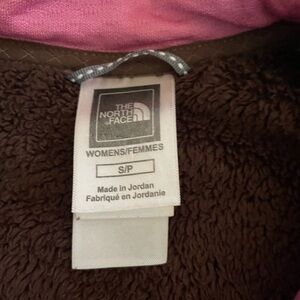 THE
NORTH
FACE
WOMENS/FEMMES
S/P
Made in Jordan
Fabriqué en Jordanie